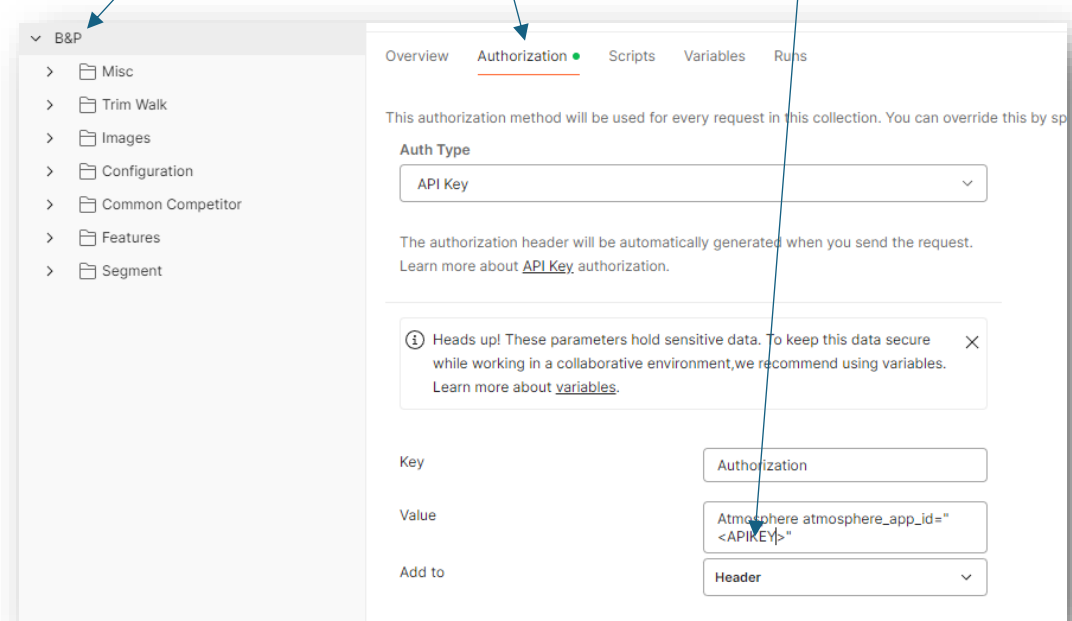 B&P
Misc
Trim Walk
Images
Configuration
Common Competitor
Features
Segment
Overview Authorization Scripts Variables Runs
This authorization method will be used for every request in this collection. You can override this by sp
Auth Type
API Key
The authorization header will be automatically generated when you send the request.
Learn more about API Key authorization.
Heads up! These parameters hold sensitive data. To keep this data secure
while working in a collaborative environment,we recommend using variables.
Learn more about variables.
Key
Authorization
Value
Atmosphere atmosphere_app_id="
<APIKEY>"
Add to
Header